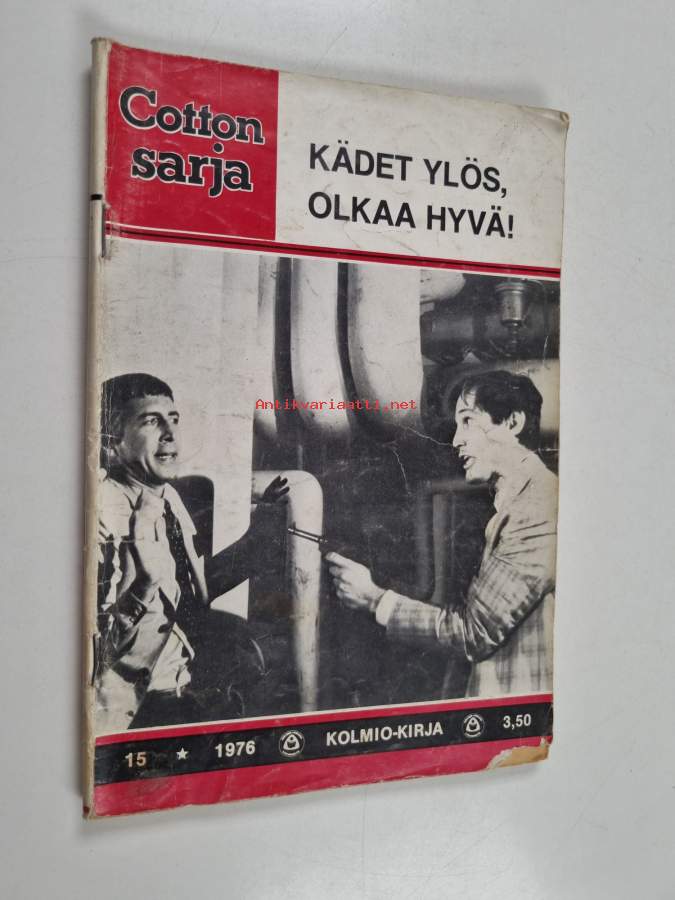 Cotton
sarja
KÄDET YLÖS,
OLKAA HYVÄ!
Antikvariaatti.net
15 ★ 1976 KOLMIO-KIRJA 3,50